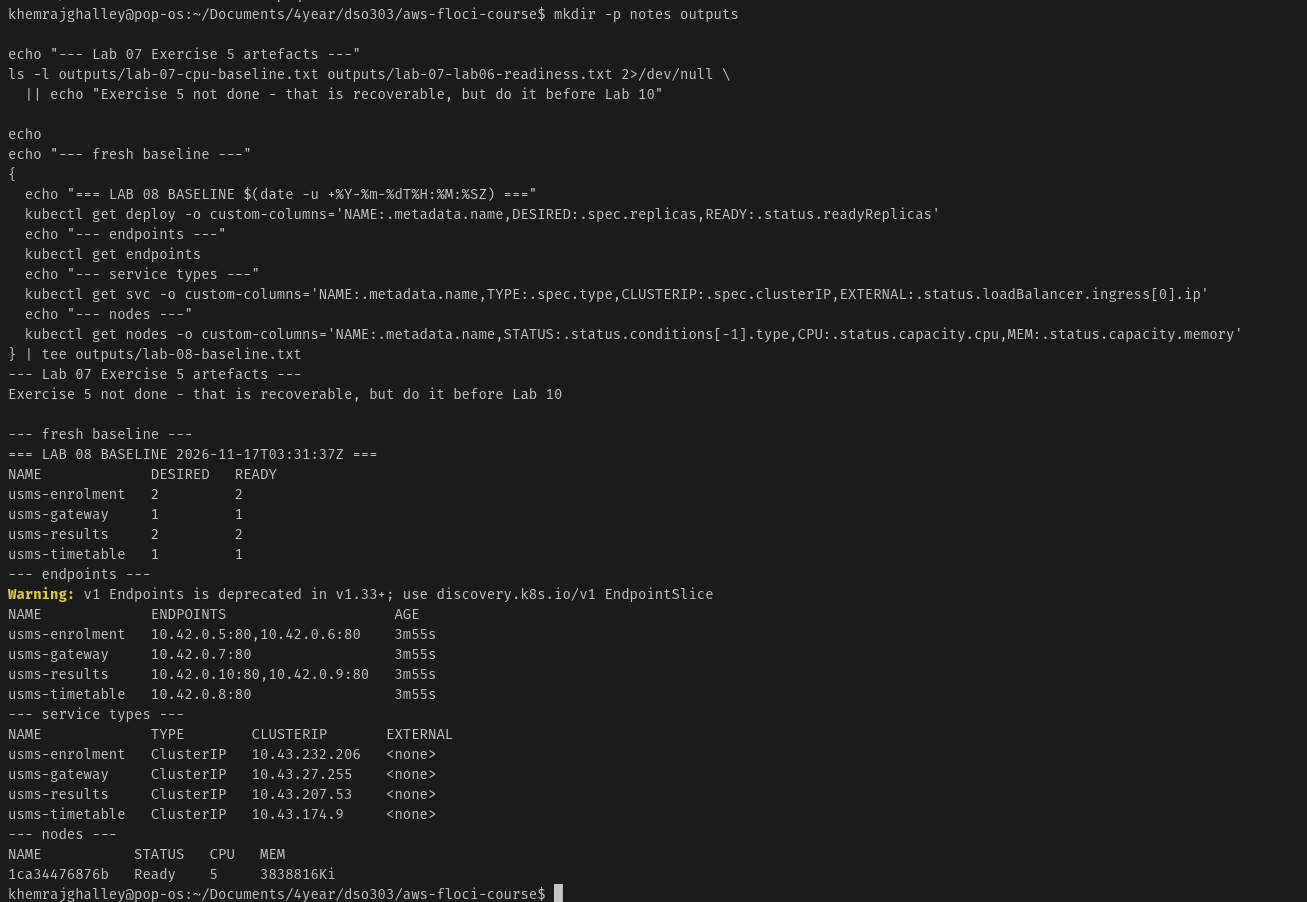 khemrajghalley@pop-os:~/Documents/4year/dso303/aws-floci-course$ mkdir -p notes outputs

echo "--- Lab 07 Exercise 5 artefacts ---"
ls -l outputs/lab-07-cpu-baseline.txt outputs/lab-07-lab06-readiness.txt 2>/dev/null \
  || echo "Exercise 5 not done - that is recoverable, but do it before Lab 10"

echo
echo "--- fresh baseline ---"
{
  echo "=== LAB 08 BASELINE $(date -u +%Y-%m-%dT%H:%M:%SZ) ==="
  kubectl get deploy -o custom-columns='NAME:.metadata.name,DESIRED:.spec.replicas,READY:.status.readyReplicas'
  echo "--- endpoints ---"
  kubectl get endpoints
  echo "--- service types ---"
  kubectl get svc -o custom-columns='NAME:.metadata.name,TYPE:.spec.type,CLUSTERIP:.spec.clusterIP,EXTERNAL:.status.loadBalancer.ingress[0].ip'
  echo "--- nodes ---"
  kubectl get nodes -o custom-columns='NAME:.metadata.name,STATUS:.status.conditions[-1].type,CPU:.status.capacity.cpu,MEM:.status.capacity.memory'
} | tee outputs/lab-08-baseline.txt
--- Lab 07 Exercise 5 artefacts ---
Exercise 5 not done - that is recoverable, but do it before Lab 10

--- fresh baseline ---
=== LAB 08 BASELINE 2026-11-17T03:31:37Z ===
NAME             DESIRED   READY
usms-enrolment   2         2
usms-gateway     1         1
usms-results     2         2
usms-timetable   1         1
--- endpoints ---
Warning: v1 Endpoints is deprecated in v1.33+; use discovery.k8s.io/v1 EndpointSlice
NAME             ENDPOINTS                    AGE
usms-enrolment   10.42.0.5:80,10.42.0.6:80    3m55s
usms-gateway     10.42.0.7:80                 3m55s
usms-results     10.42.0.10:80,10.42.0.9:80   3m55s
usms-timetable   10.42.0.8:80                 3m55s
--- service types ---
NAME             TYPE        CLUSTERIP       EXTERNAL
usms-enrolment   ClusterIP   10.43.232.206   <none>
usms-gateway     ClusterIP   10.43.27.255    <none>
usms-results     ClusterIP   10.43.207.53    <none>
usms-timetable   ClusterIP   10.43.174.9     <none>
--- nodes ---
NAME           STATUS   CPU   MEM
1ca34476876b   Ready    5     3838816Ki
khemrajghalley@pop-os:~/Documents/4year/dso303/aws-floci-course$